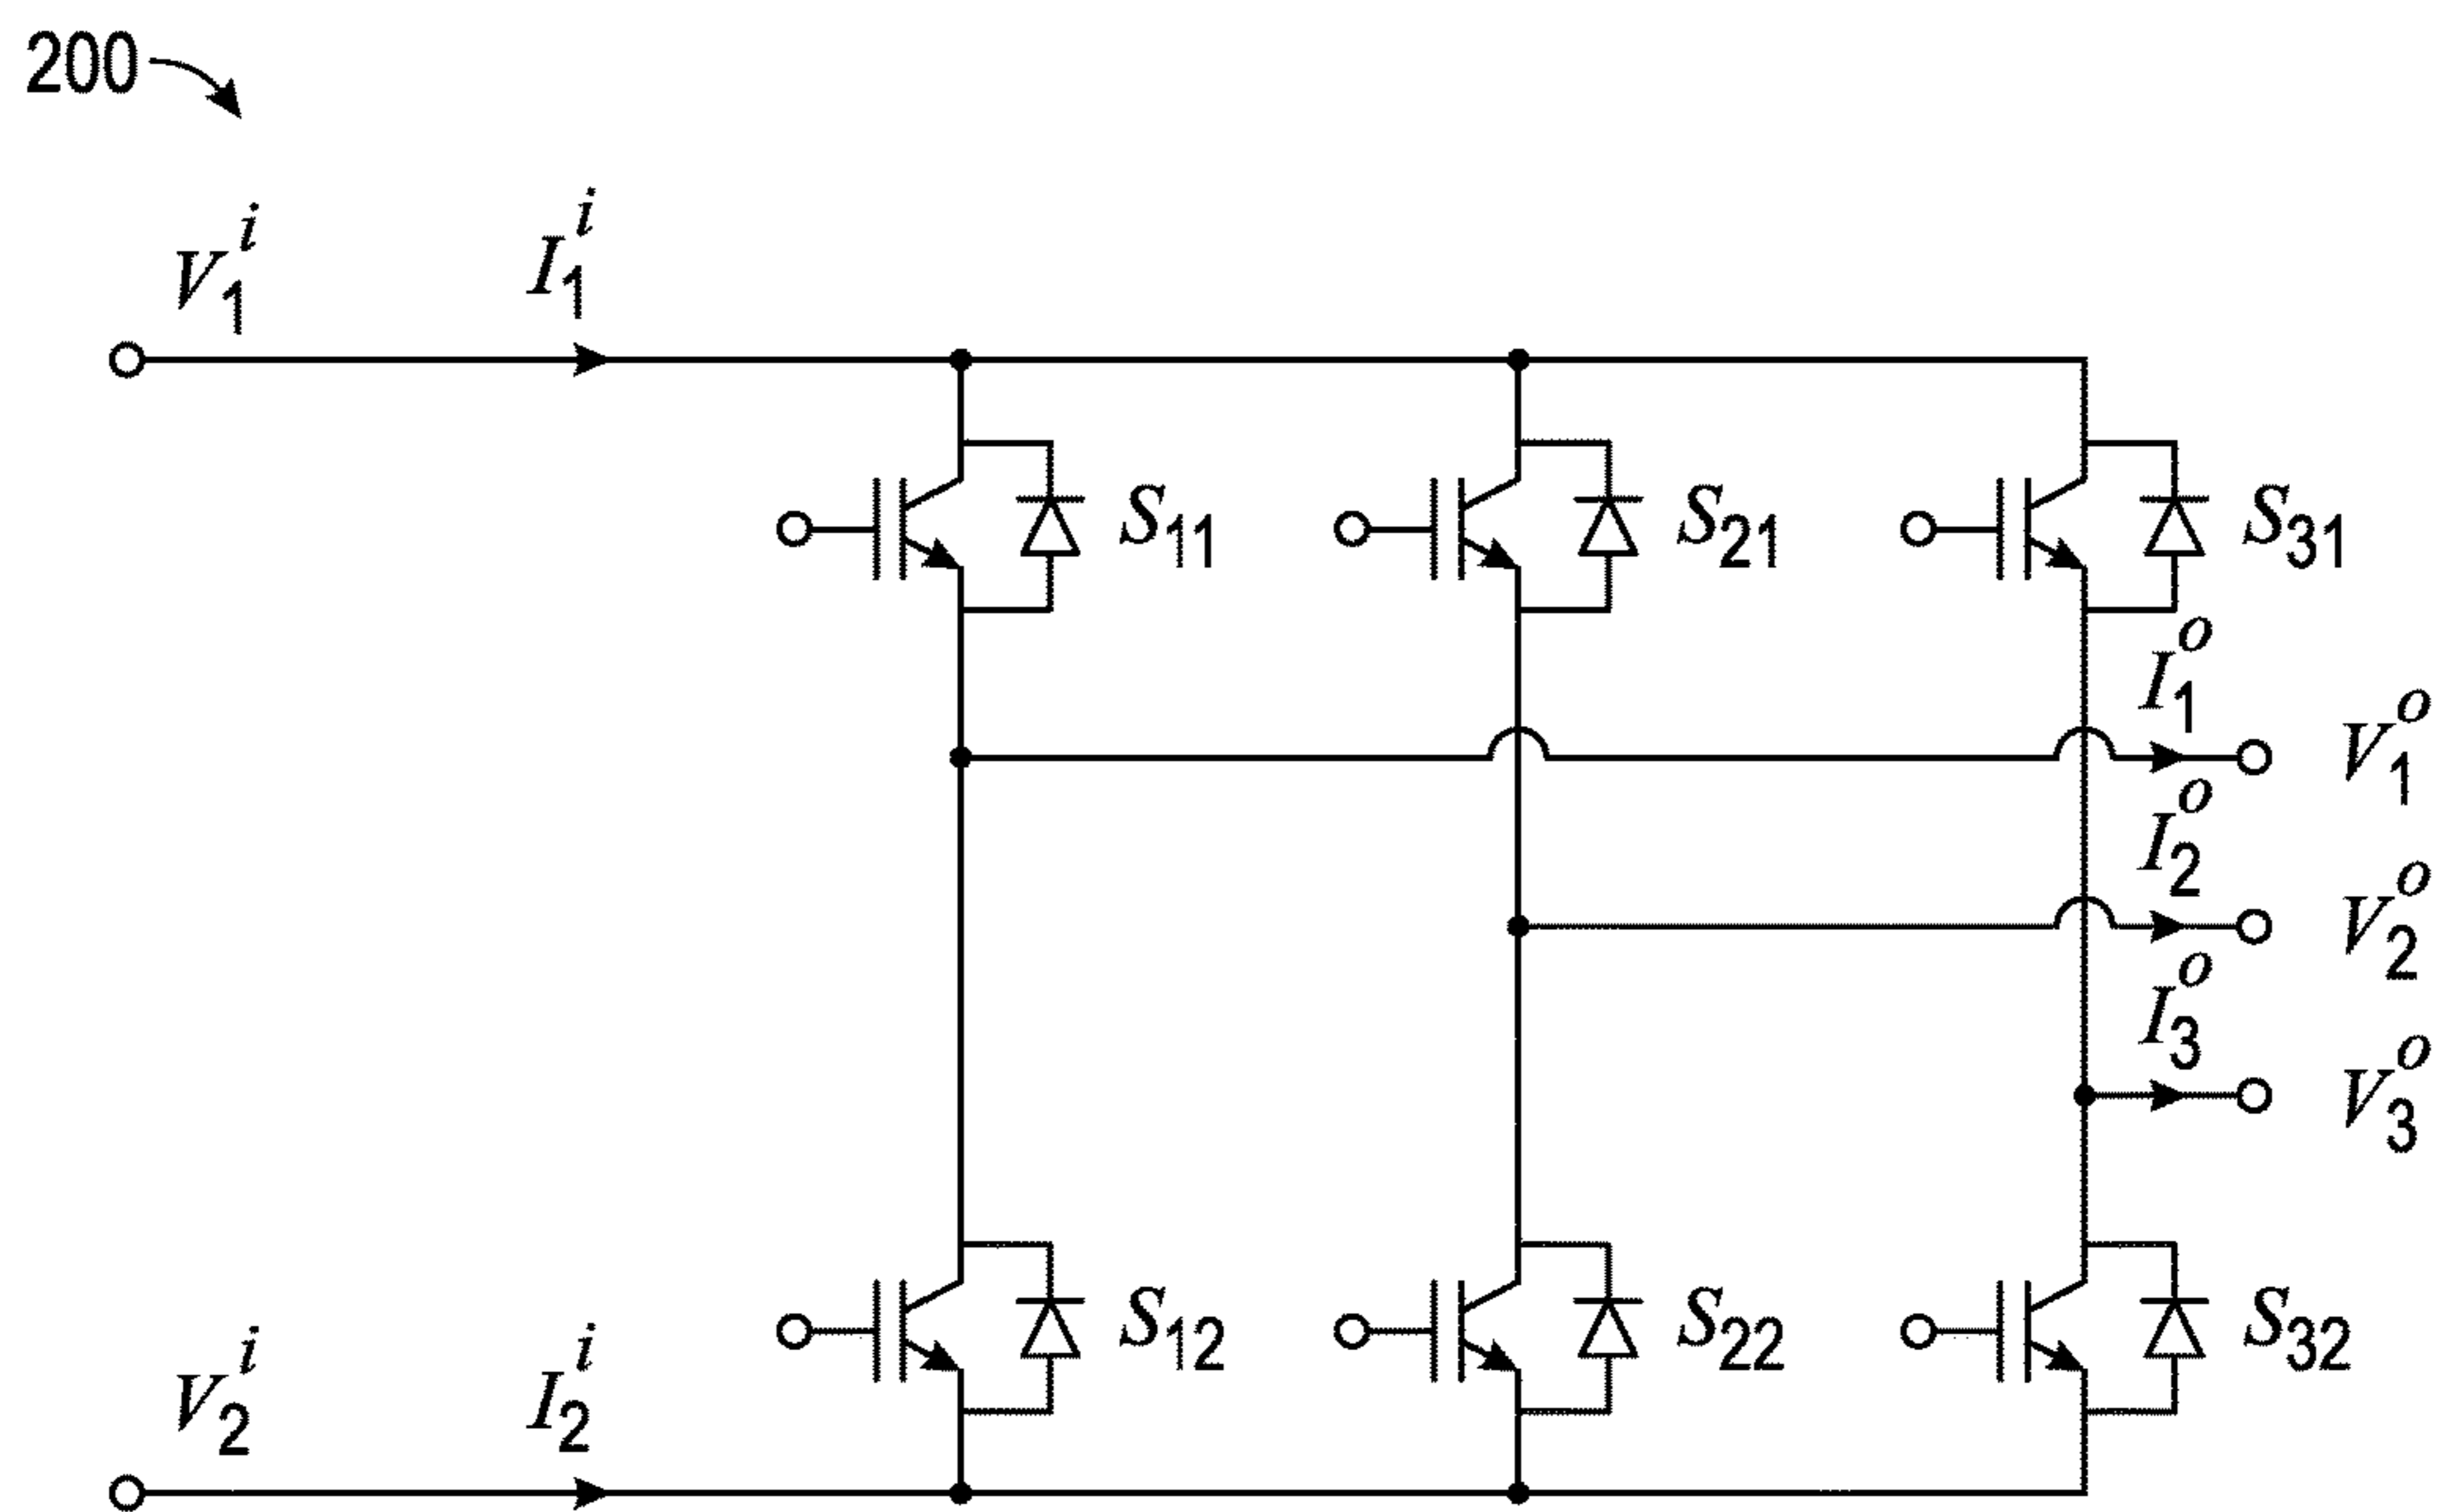 200
V₁ⁱ I₁ⁱ
S₁₁ S₂₁ S₃₁
I₁ᵒ
V₁ᵒ
I₂ᵒ
V₂ᵒ
I₃ᵒ
V₃ᵒ
S₁₂ S₂₂ S₃₂
V₂ⁱ I₂ⁱ